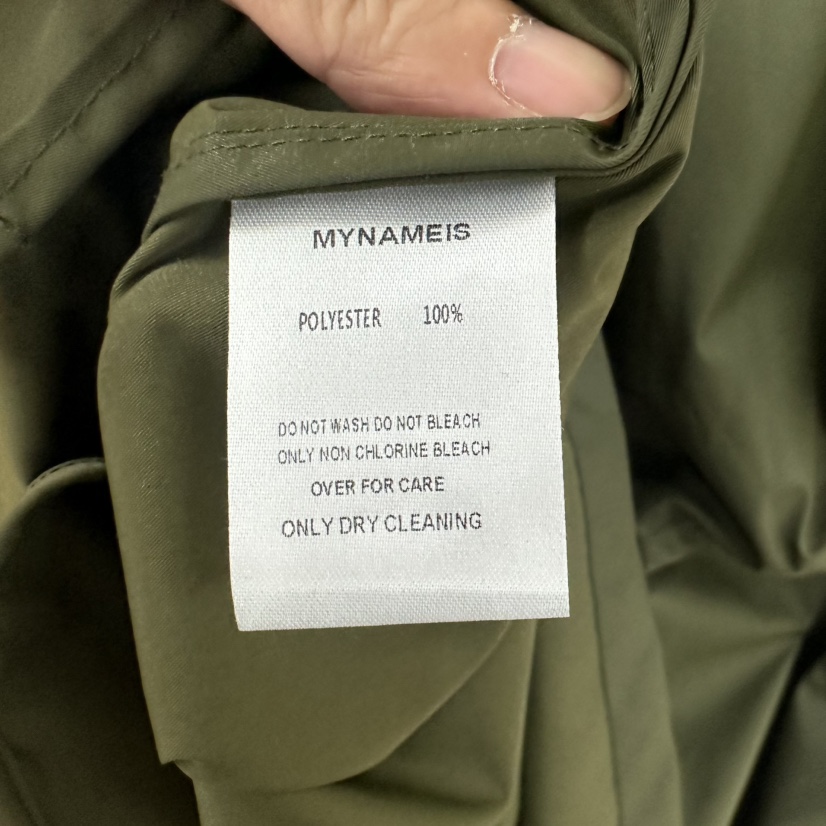 MYNAMEIS
POLYESTER 100%
DO NOT WASH DO NOT BLEACH
ONLY NON CHLORINE BLEACH
OVER FOR CARE
ONLY DRY CLEANING